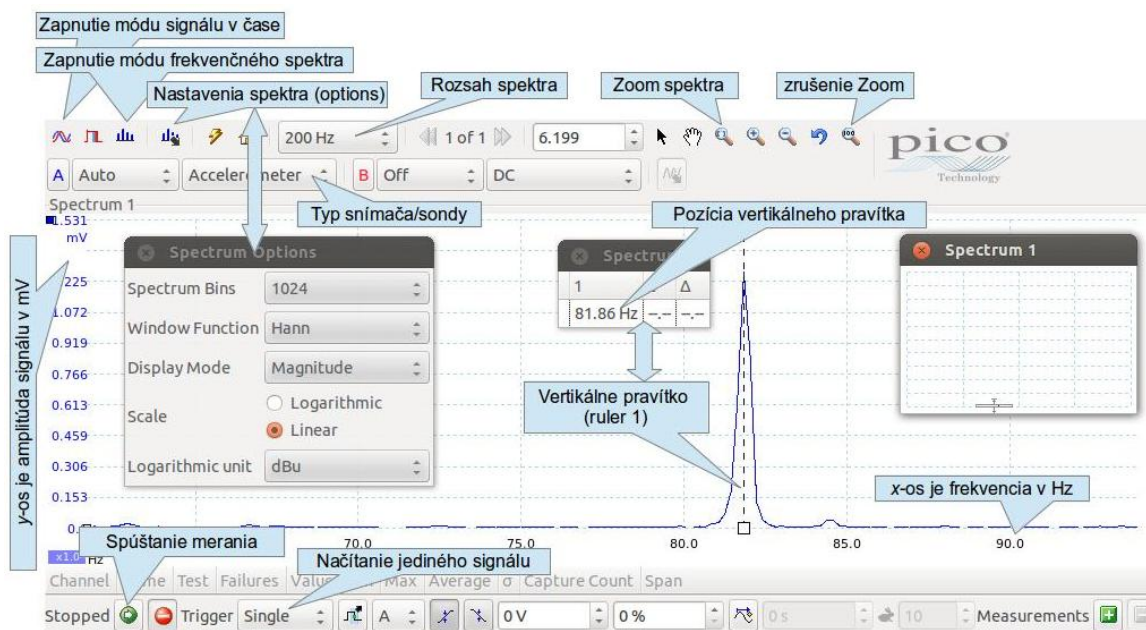 Zapnutie módu signálu v čase
Zapnutie módu frekvenčného spektra
Nastavenia spektra (options)
Rozsah spektra
Zoom spektra
zrušenie Zoom
200 Hz
1 of 1
6.199
pico
Technology
A Auto
Accelerometer
B Off
DC
Spectrum 1
Typ snímača/sondy
Pozícia vertikálneho pravítka
1.531
mV
Spectrum Options
Spectrum Bins 1024
Window Function Hann
Display Mode Magnitude
Scale
Logarithmic
Linear
Logarithmic unit dBu
1 Δ
81.86 Hz --.-- --.--
Vertikálne pravítko
(ruler 1)
Spectrum 1
y-os je amplitúda signálu v mV
.225
1.072
0.919
0.766
0.613
0.459
0.306
0.153
x-os je frekvencia v Hz
70.0
75.0
80.0
85.0
90.0
x1.0 Hz
Spúštanie merania
Načítanie jediného signálu
Channel Test Failures Max Average σ Capture Count Span
Stopped
Trigger Single
A
0 V
0 %
0 s
10
Measurements